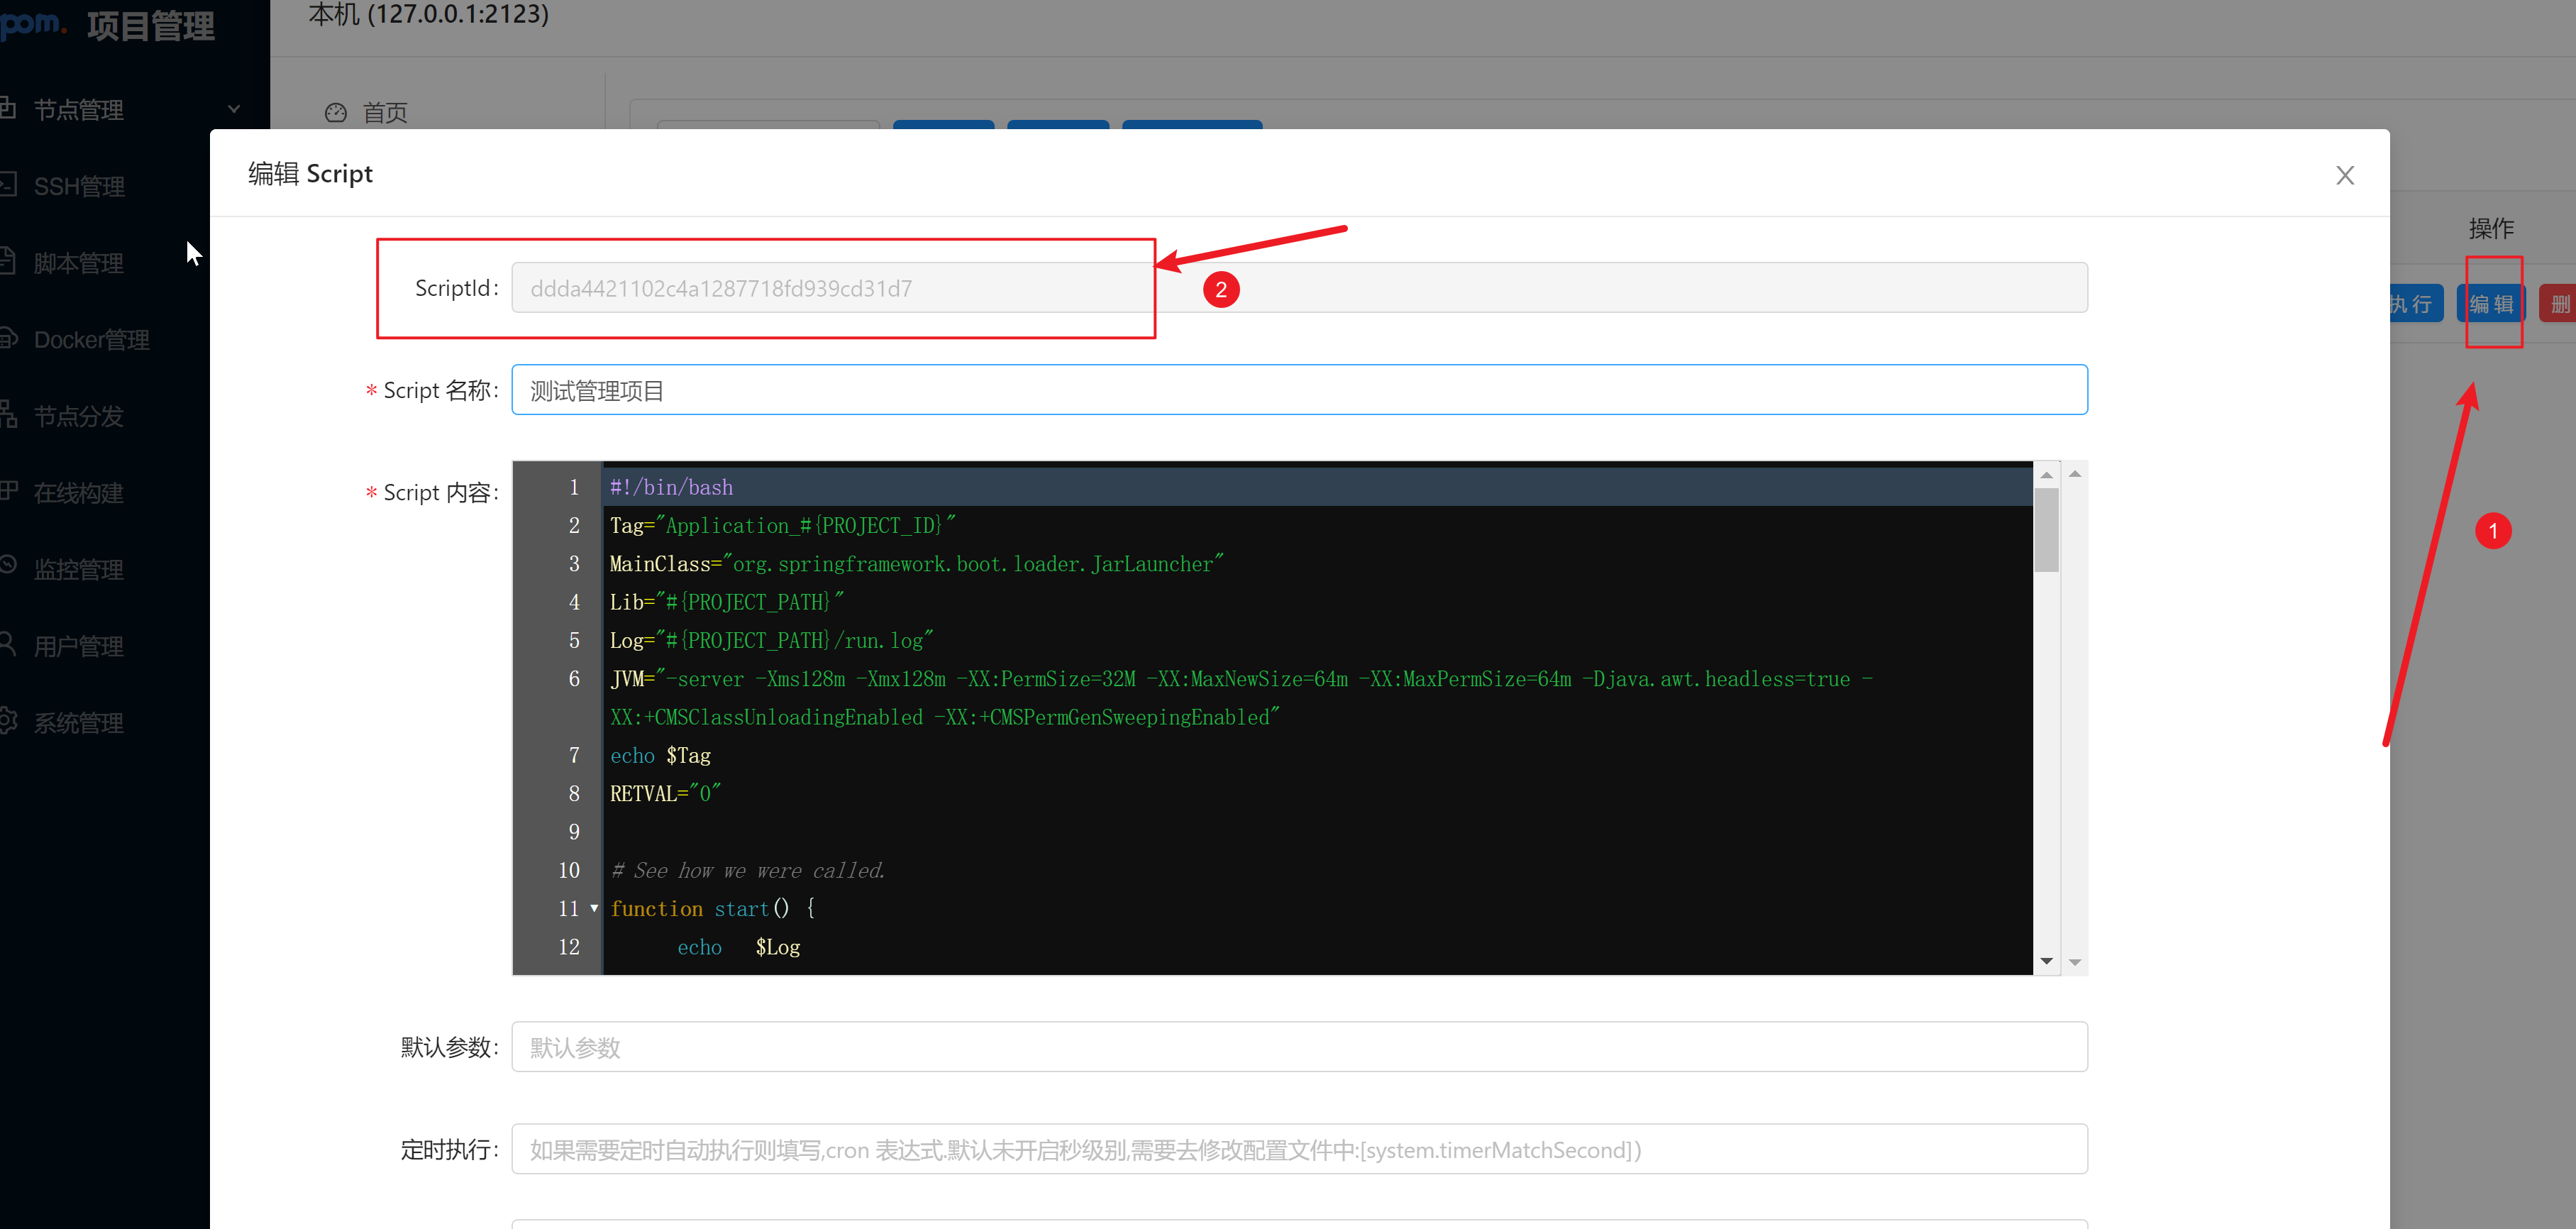 pom. 项目管理
本机 (127.0.0.1:2123)
节点管理
首页
SSH管理
脚本管理
Docker管理
节点分发
在线构建
监控管理
用户管理
系统管理
编辑 Script
操作
执行 编辑 删
ScriptId: ddda4421102c4a1287718fd939cd31d7
2
* Script 名称: 测试管理项目
1
* Script 内容:
1 #!/bin/bash
2 Tag="Application_#{PROJECT_ID}"
3 MainClass="org.springframework.boot.loader.JarLauncher"
4 Lib="#{PROJECT_PATH}"
5 Log="#{PROJECT_PATH}/run.log"
6 JVM="-server -Xms128m -Xmx128m -XX:PermSize=32M -XX:MaxNewSize=64m -XX:MaxPermSize=64m -Djava.awt.headless=true -
XX:+CMSClassUnloadingEnabled -XX:+CMSPermGenSweepingEnabled"
7 echo $Tag
8 RETVAL="0"
9
10 # See how we were called.
11 function start() {
12 echo $Log
默认参数: 默认参数
定时执行: 如果需要定时自动执行则填写,cron 表达式.默认未开启秒级别,需要去修改配置文件中:[system.timerMatchSecond])